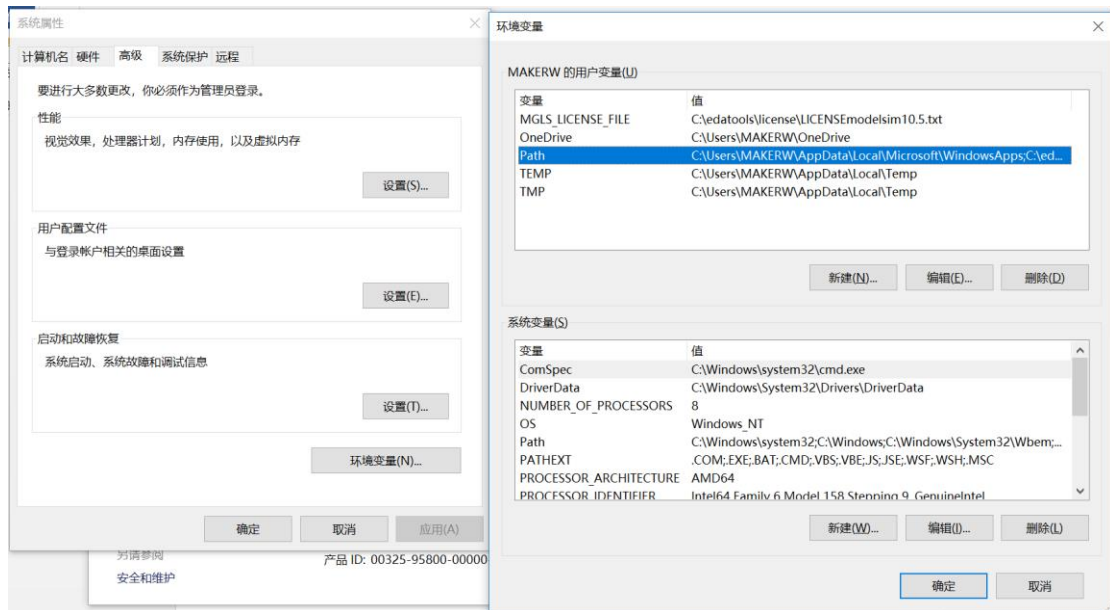 系统属性
计算机名 硬件 高级 系统保护 远程
要进行大多数更改，你必须作为管理员登录。
性能
视觉效果，处理器计划，内存使用，以及虚拟内存
设置(S)...
用户配置文件
与登录帐户相关的桌面设置
设置(E)...
启动和故障恢复
系统启动、系统故障和调试信息
设置(T)...
环境变量(N)...
确定 取消 应用(A)
另请参阅
安全和维护
产品 ID: 00325-95800-00000
环境变量
MAKERW 的用户变量(U)
变量 值
MGLS_LICENSE_FILE C:\edatools\license\LICENSEmodelsim10.5.txt
OneDrive C:\Users\MAKERW\OneDrive
Path C:\Users\MAKERW\AppData\Local\Microsoft\WindowsApps;C:\ed...
TEMP C:\Users\MAKERW\AppData\Local\Temp
TMP C:\Users\MAKERW\AppData\Local\Temp
新建(N)... 编辑(E)... 删除(D)
系统变量(S)
变量 值
ComSpec C:\Windows\system32\cmd.exe
DriverData C:\Windows\System32\Drivers\DriverData
NUMBER_OF_PROCESSORS 8
OS Windows_NT
Path C:\Windows\system32;C:\Windows;C:\Windows\System32\Wbem;...
PATHEXT .COM;.EXE;.BAT;.CMD;.VBS;.VBE;.JS;.JSE;.WSF;.WSH;.MSC
PROCESSOR_ARCHITECTURE AMD64
PROCESSOR_IDENTIFIER Intel64 Family 6 Model 158 Stepping 9, GenuineIntel
新建(W)... 编辑(I)... 删除(L)
确定 取消